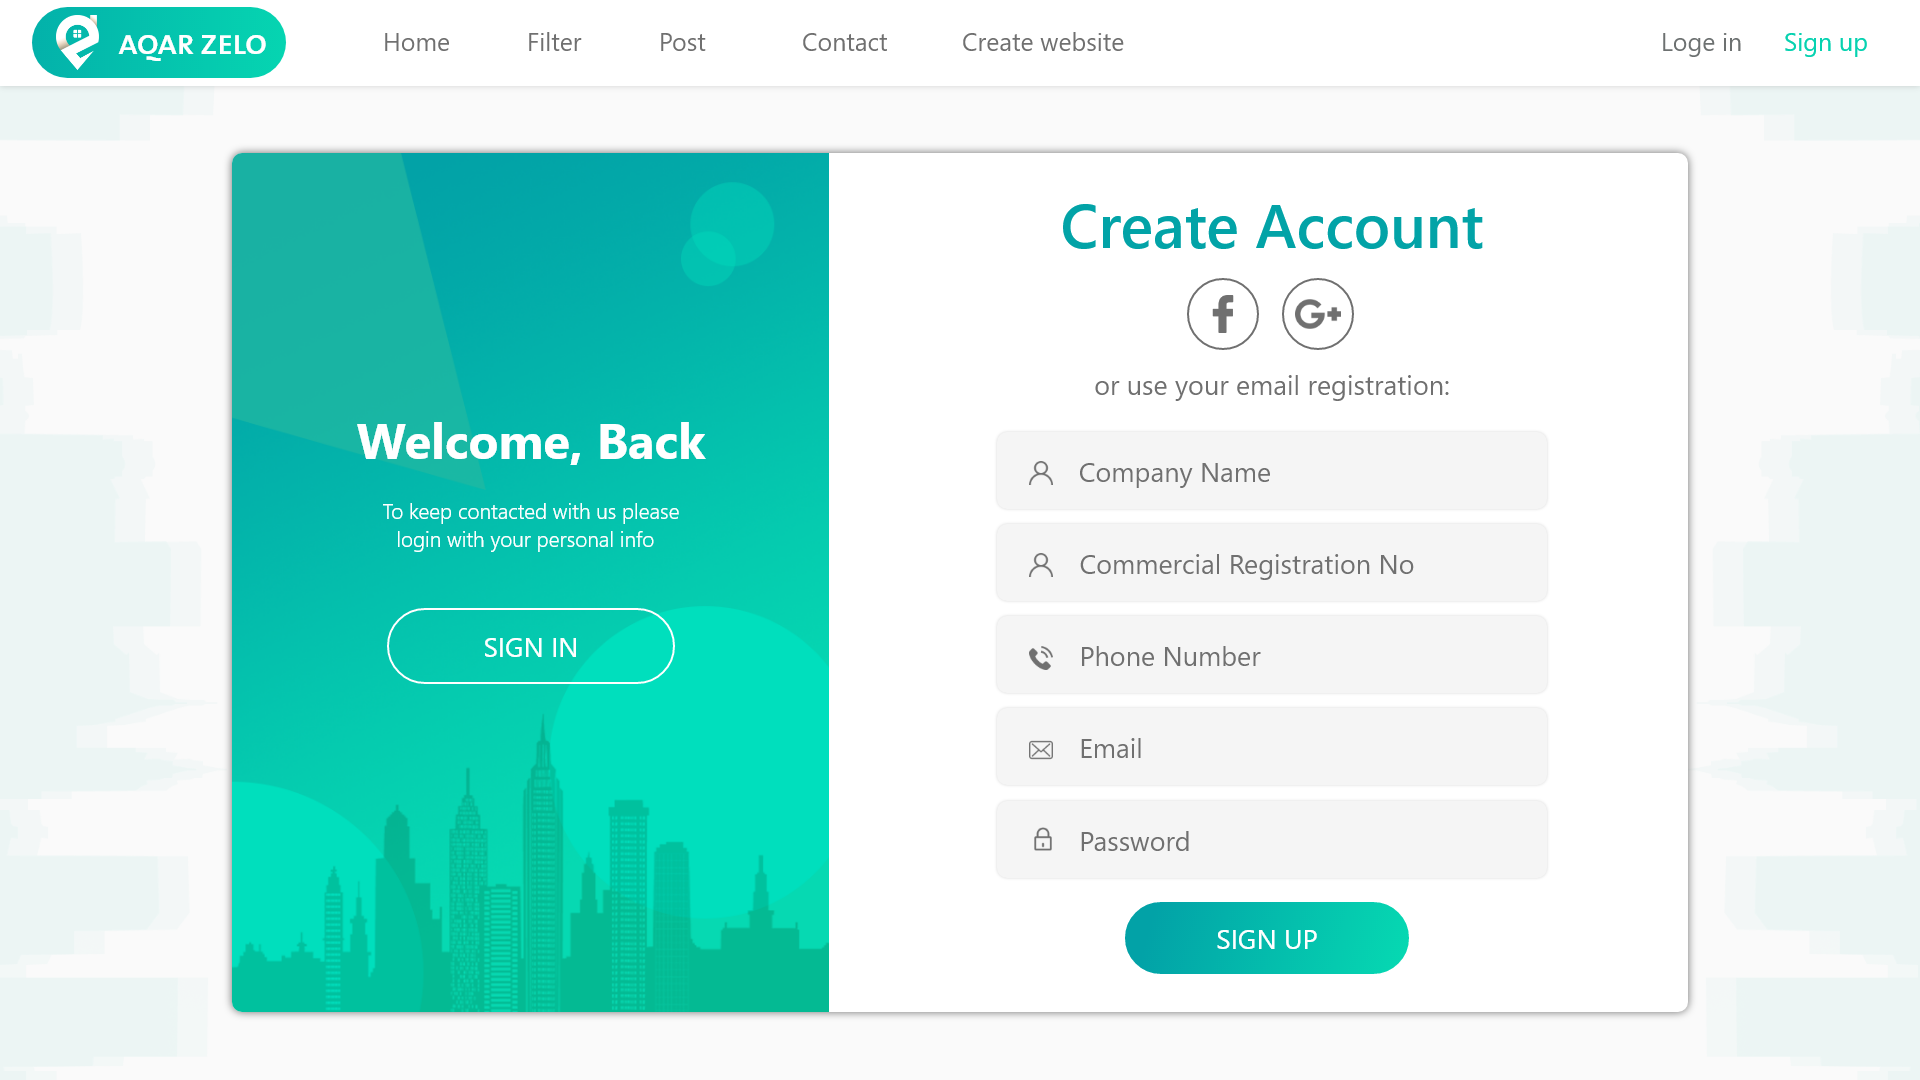 AQAR ZELO
Home
Filter
Post
Contact
Create website
Loge in
Sign up
Welcome, Back
To keep contacted with us please
login with your personal info
SIGN IN
Create Account
f
G+
or use your email registration:
Company Name
Commercial Registration No
Phone Number
Email
Password
SIGN UP